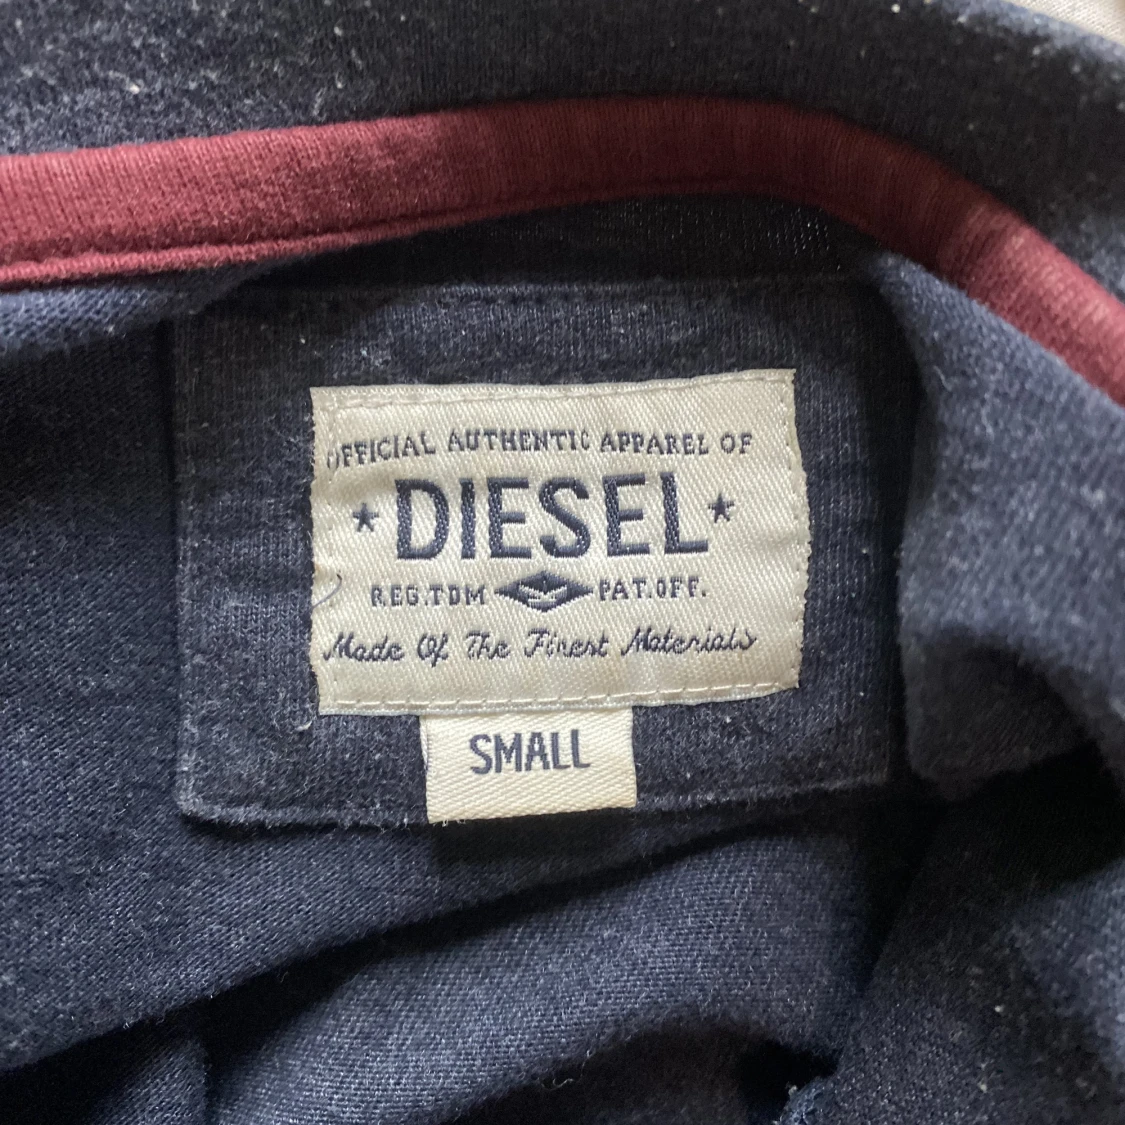 OFFICIAL AUTHENTIC APPAREL OF
★ DIESEL ★
REG.TDM PAT.OFF.
Made Of The Finest Materials
SMALL